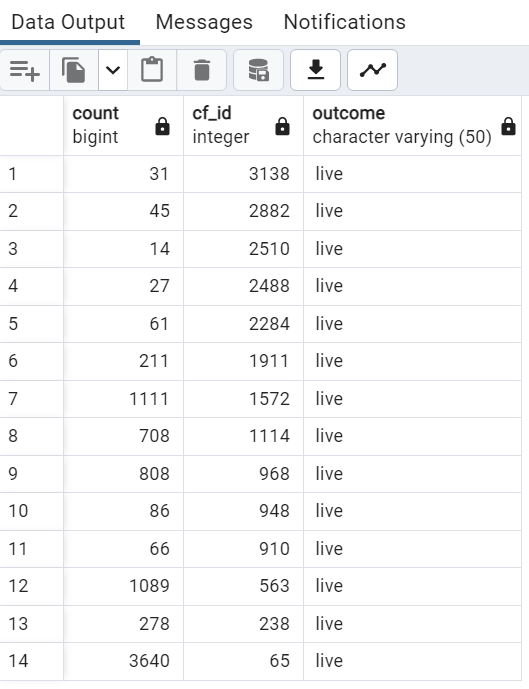 Data Output Messages Notifications
count cf_id outcome
bigint integer character varying (50)
1 31 3138 live
2 45 2882 live
3 14 2510 live
4 27 2488 live
5 61 2284 live
6 211 1911 live
7 1111 1572 live
8 708 1114 live
9 808 968 live
10 86 948 live
11 66 910 live
12 1089 563 live
13 278 238 live
14 3640 65 live